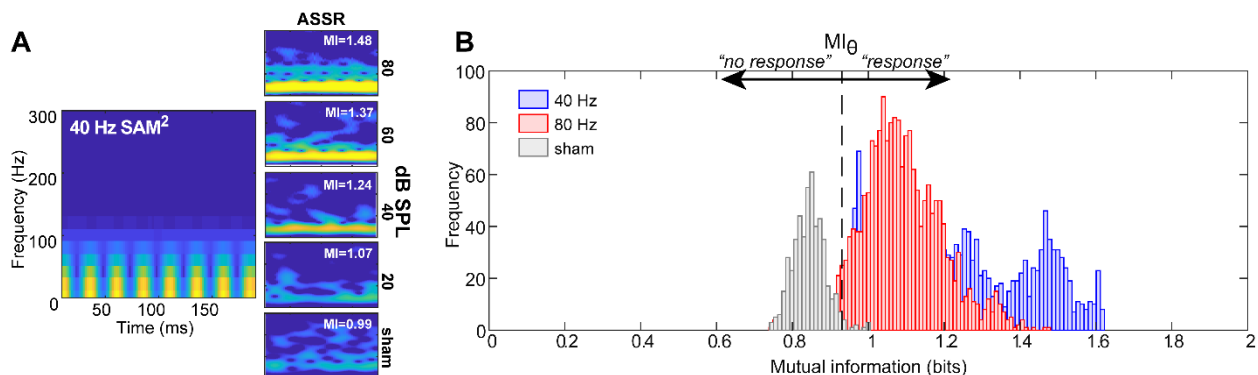 A
ASSR
40 Hz SAM²
Frequency (Hz)
300
200
100
0
50
100
150
Time (ms)
MI=1.48
80
MI=1.37
60
MI=1.24
40
MI=1.07
20
MI=0.99
sham
dB SPL
B
MIθ
"no response"
"response"
40 Hz
80 Hz
sham
Frequency
100
80
60
40
20
0
0
0.2
0.4
0.6
0.8
1
1.2
1.4
1.6
1.8
2
Mutual information (bits)